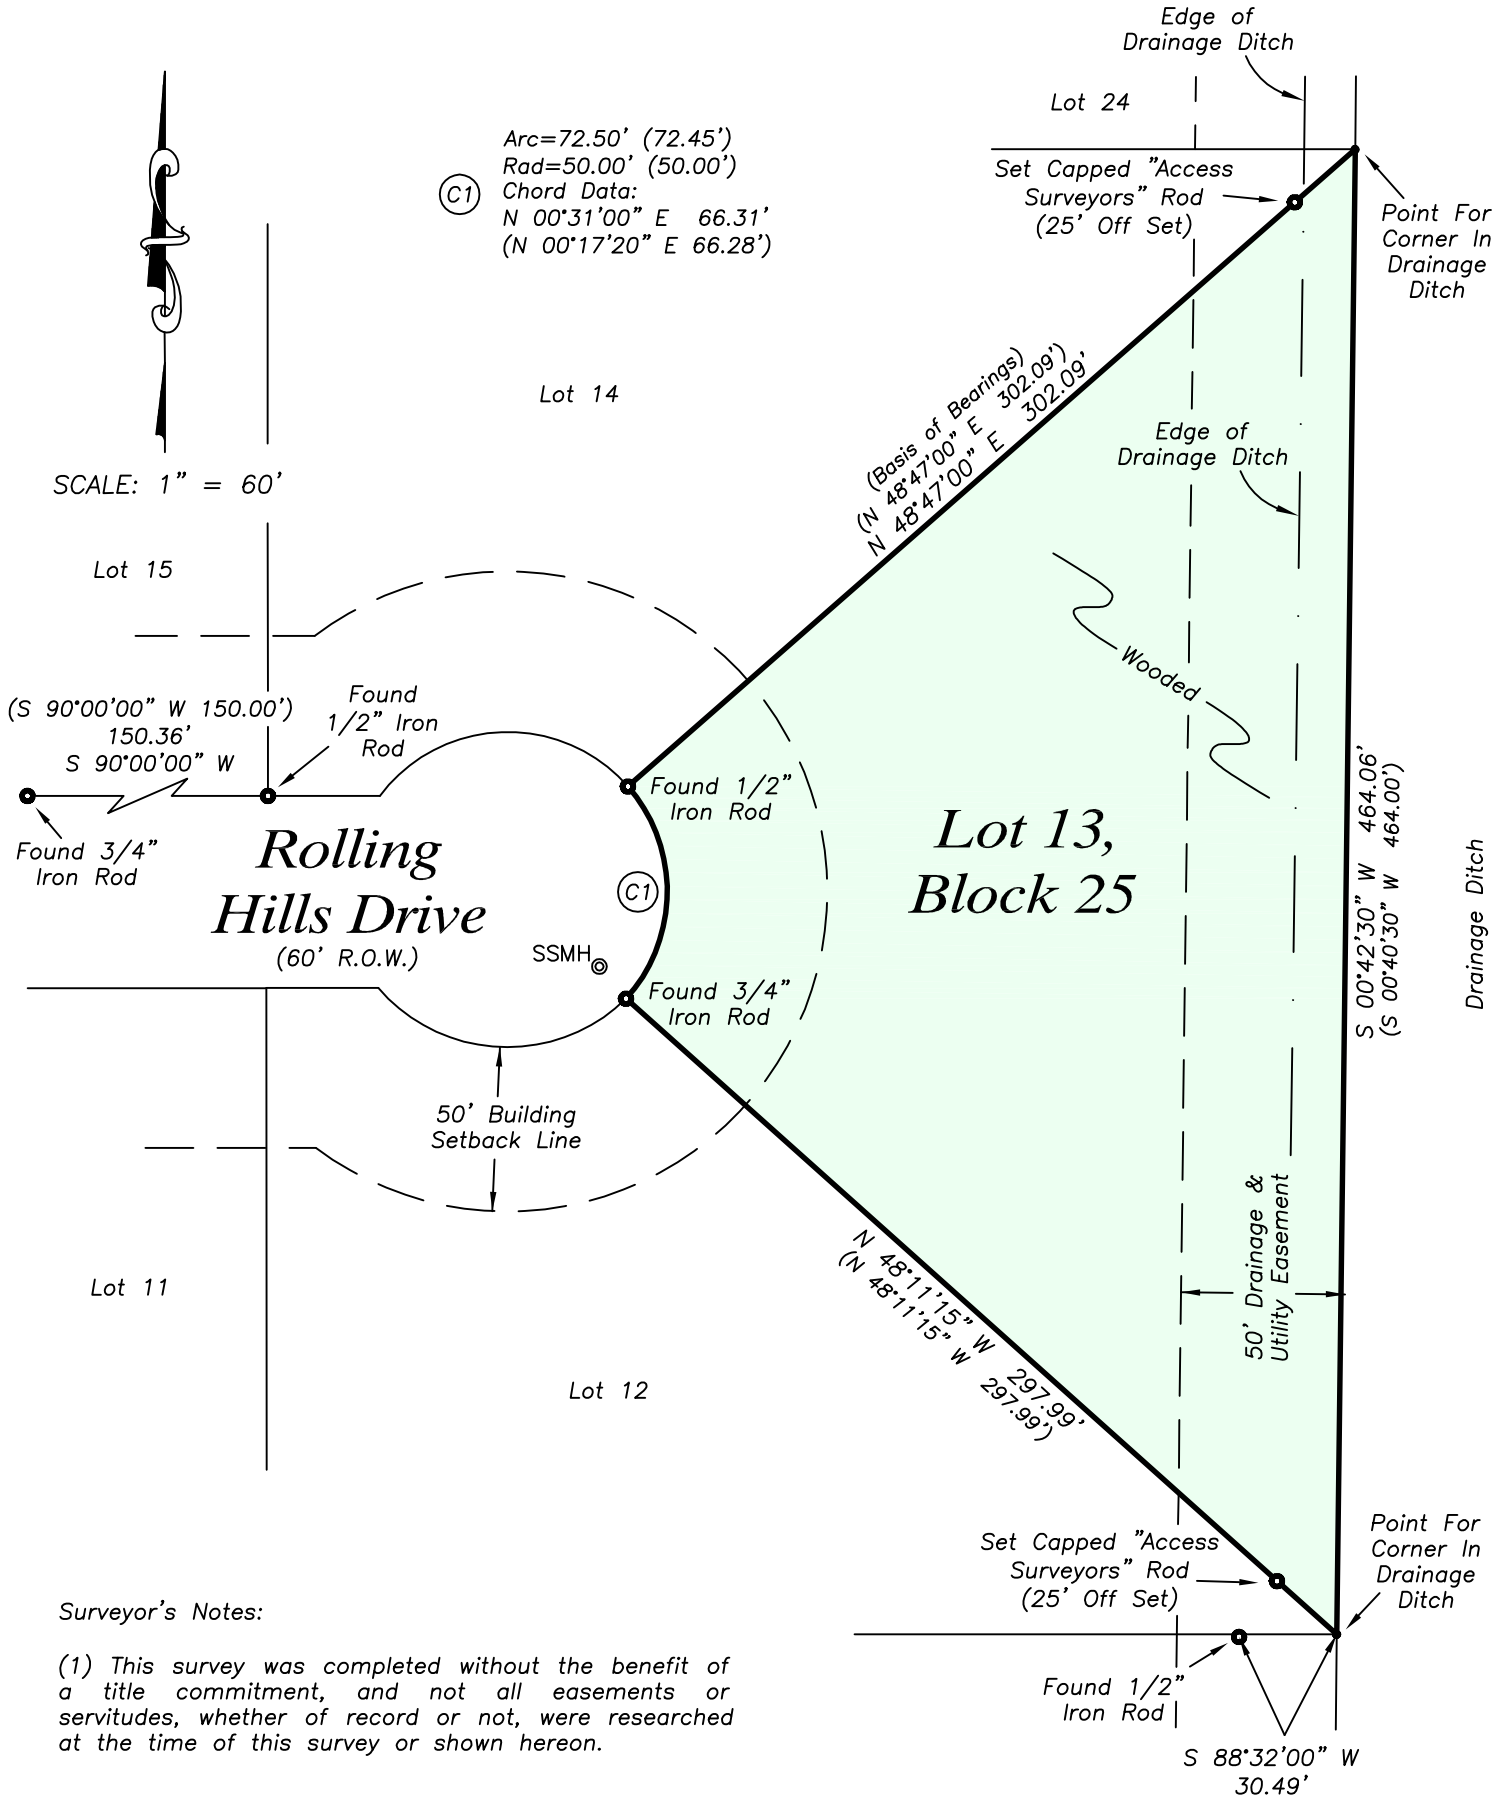 Edge of
Drainage Ditch
Lot 24
Arc=72.50' (72.45')
Rad=50.00' (50.00')
C1
Chord Data:
N 00°31'00" E 66.31'
(N 00°17'20" E 66.28')
Set Capped "Access
Surveyors" Rod
(25' Off Set)
Point For
Corner In
Drainage
Ditch
Lot 14
(Basis of Bearings)
(N 48°47'00" E 302.09')
N 48°47'00" E 302.09'
Edge of
Drainage Ditch
SCALE: 1" = 60'
Lot 15
Wooded
(S 90°00'00" W 150.00')
150.36'
S 90°00'00" W
Found
1/2" Iron
Rod
Found 1/2"
Iron Rod
Found 3/4"
Iron Rod
Rolling
Hills Drive
(60' R.O.W.)
C1
SSMH
Found 3/4"
Iron Rod
Lot 13,
Block 25
S 00°42'30" W 464.06'
(S 00°40'30" W 464.00')
Drainage Ditch
50' Building
Setback Line
50' Drainage &
Utility Easement
Lot 11
N 48°11'15" W 297.99'
(N 48°11'15" W 297.99')
Lot 12
Set Capped "Access
Surveyors" Rod
(25' Off Set)
Point For
Corner In
Drainage
Ditch
Found 1/2"
Iron Rod
S 88°32'00" W
30.49'
Surveyor's Notes:
(1) This survey was completed without the benefit of
a title commitment, and not all easements or
servitudes, whether of record or not, were researched
at the time of this survey or shown hereon.